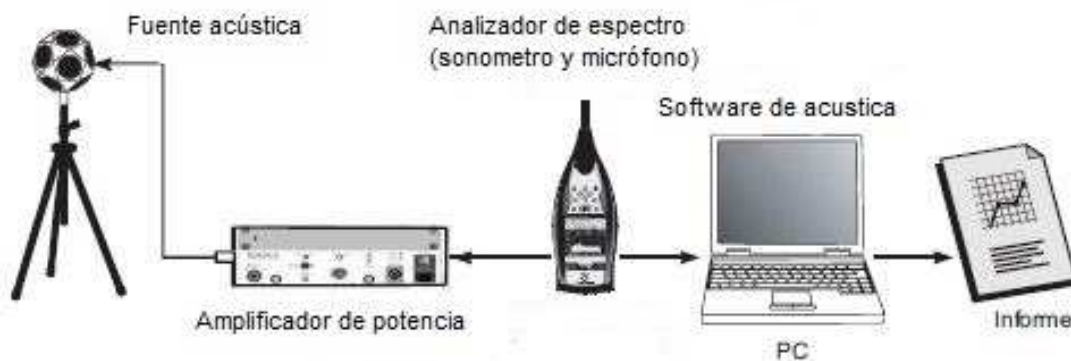 Fuente acústica
Analizador de espectro
(sonometro y micrófono)
Software de acustica
Amplificador de potencia
PC
Informe